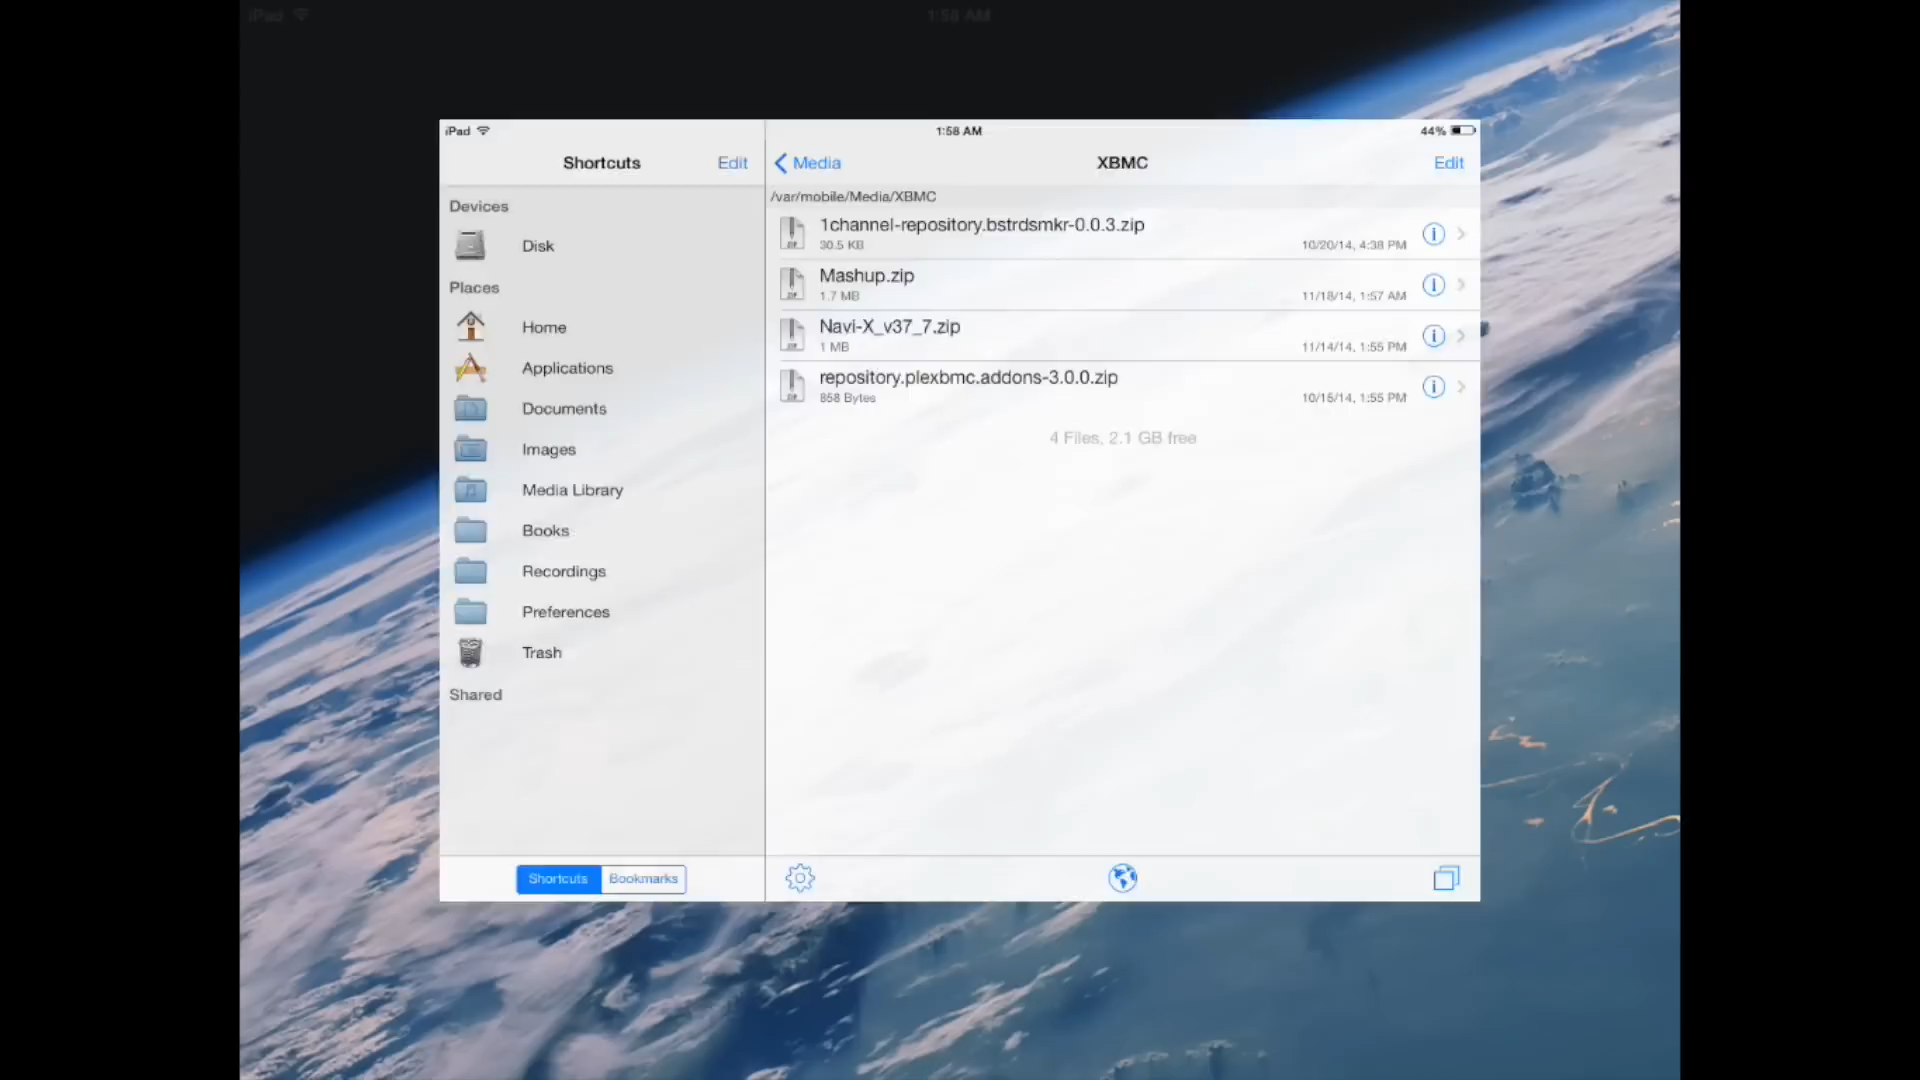 iPad
1:58 AM
iPad
1:58 AM
44%
Shortcuts
Edit
Media
XBMC
Edit
Devices
Disk
Places
Home
Applications
Documents
Images
Media Library
Books
Recordings
Preferences
Trash
Shared
Shortcuts
Bookmarks
/var/mobile/Media/XBMC
1channel-repository.bstrdsmkr-0.0.3.zip
30.5 KB
10/20/14, 4:38 PM
Mashup.zip
1.7 MB
11/18/14, 1:57 AM
Navi-X_v37_7.zip
1 MB
11/14/14, 1:55 PM
repository.plexbmc.addons-3.0.0.zip
858 Bytes
10/15/14, 1:55 PM
4 Files, 2.1 GB free